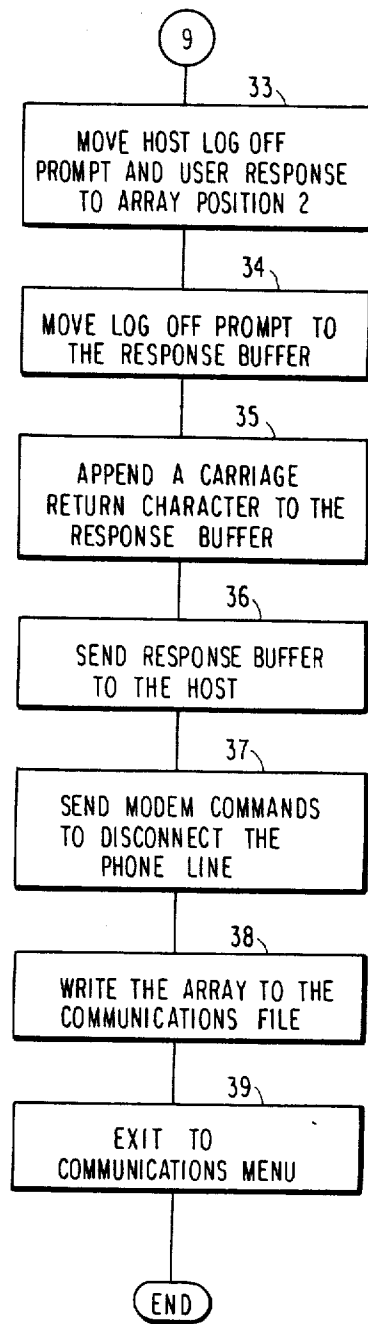 9
33
MOVE HOST LOG OFF
PROMPT AND USER RESPONSE
TO ARRAY POSITION 2
34
MOVE LOG OFF PROMPT TO
THE RESPONSE BUFFER
35
APPEND A CARRIAGE
RETURN CHARACTER TO THE
RESPONSE BUFFER
36
SEND RESPONSE BUFFER
TO THE HOST
37
SEND MODEM COMMANDS
TO DISCONNECT THE
PHONE LINE
38
WRITE THE ARRAY TO THE
COMMUNICATIONS FILE
39
EXIT TO
COMMUNICATIONS MENU
END